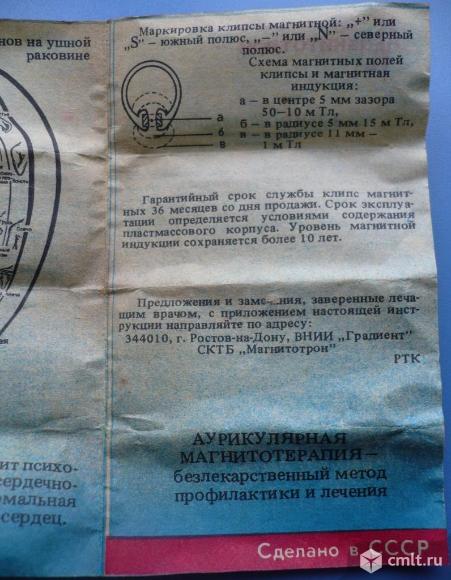 нов на ушной
раковине
ит психо-
сердечно-
рмальная
сердец.
Маркировка клипсы магнитной: „+" или
„S" – южный полюс, „–" или „N" – северный
полюс.
Схема магнитных полей
клипсы и магнитная
индукция:
а – в центре 5 мм зазора
50–10 м Тл,
б – в радиусе 5 мм 15 м Тл,
в – в радиусе 11 мм –
1 м Тл
а
б
в
Гарантийный срок службы клипс магнит-
ных 36 месяцев со дня продажи. Срок эксплуа-
тации определяется условиями содержания
пластмассового корпуса. Уровень магнитной
индукции сохраняется более 10 лет.
Предложения и заме ния, заверенные леча-
щим врачом, с приложением настоящей инст-
рукции направляйте по адресу:
344010, г. Ростов-на-Дону, ВНИИ „Градиент"
СКТБ „Магнитотрон"
РТК
АУРИКУЛЯРНАЯ
МАГНИТОТЕРАПИЯ—
безлекарственный метод
профилактики и лечения
Сделано в СССР
cmlt.ru